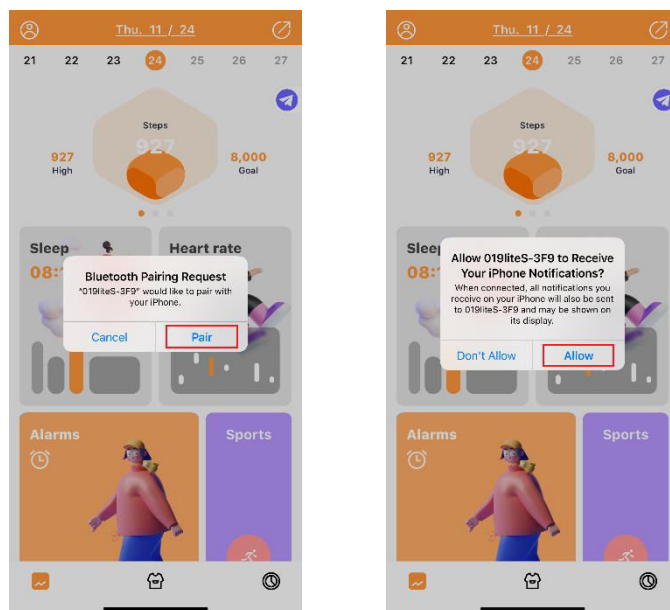 Thu. 11 / 24
21 22 23 24 25 26 27
Steps
927
927
High
8,000
Goal
Sleep
Heart rate
08:
Bluetooth Pairing Request
"019liteS-3F9" would like to pair with
your iPhone.
Cancel
Pair
Alarms
Sports
Thu. 11 / 24
21 22 23 24 25 26 27
Steps
927
927
High
8,000
Goal
Sleep
08:
Allow 019liteS-3F9 to Receive
Your iPhone Notifications?
When connected, all notifications you
receive on your iPhone will also be sent
to 019liteS-3F9 and may be shown on
its display.
Don't Allow
Allow
Alarms
Sports